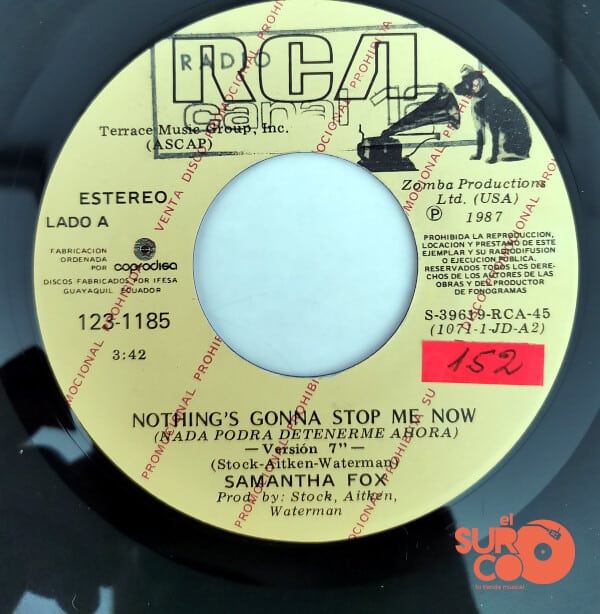 RADIO
RCA
canal 12
Terrace Music Group, Inc.
(ASCAP)
ESTEREO
LADO A
Zomba Productions
Ltd. (USA)
Ⓟ 1987
FABRICACION
ORDENADA
POR coprodisa
DISCOS FABRICADOS POR IFESA
GUAYAQUIL ECUADOR
PROHIBIDA LA REPRODUCCION,
LOCACION Y PRESTAMO DE ESTE
EJEMPLAR Y SU RADIODIFUSION
O EJECUCION PUBLICA.
RESERVADOS TODOS LOS DERE-
CHOS DE LOS AUTORES DE LAS
OBRAS Y DEL PRODUCTOR
DE FONOGRAMAS
123-1185
3:42
S-39619-RCA-45
(1071-1-JD-A2)
152
NOTHING'S GONNA STOP ME NOW
(NADA PODRA DETENERME AHORA)
— Versión 7" —
(Stock-Aitken-Waterman)
SAMANTHA FOX
Prod. by: Stock, Aitken,
Waterman
DISCO PROMOCIONAL PROHIBIDA SU VENTA
el
SURCO
tu tienda musical